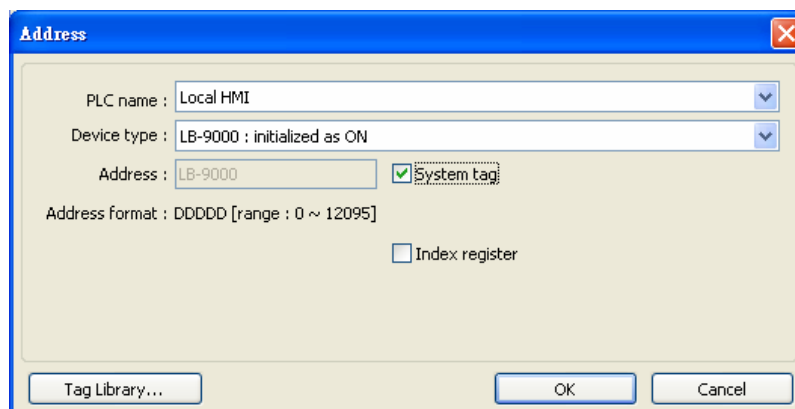 Address
PLC name : Local HMI
Device type : LB-9000 : initialized as ON
Address : LB-9000 System tag
Address format : DDDDD [range : 0 ~ 12095]
Index register
Tag Library... OK Cancel